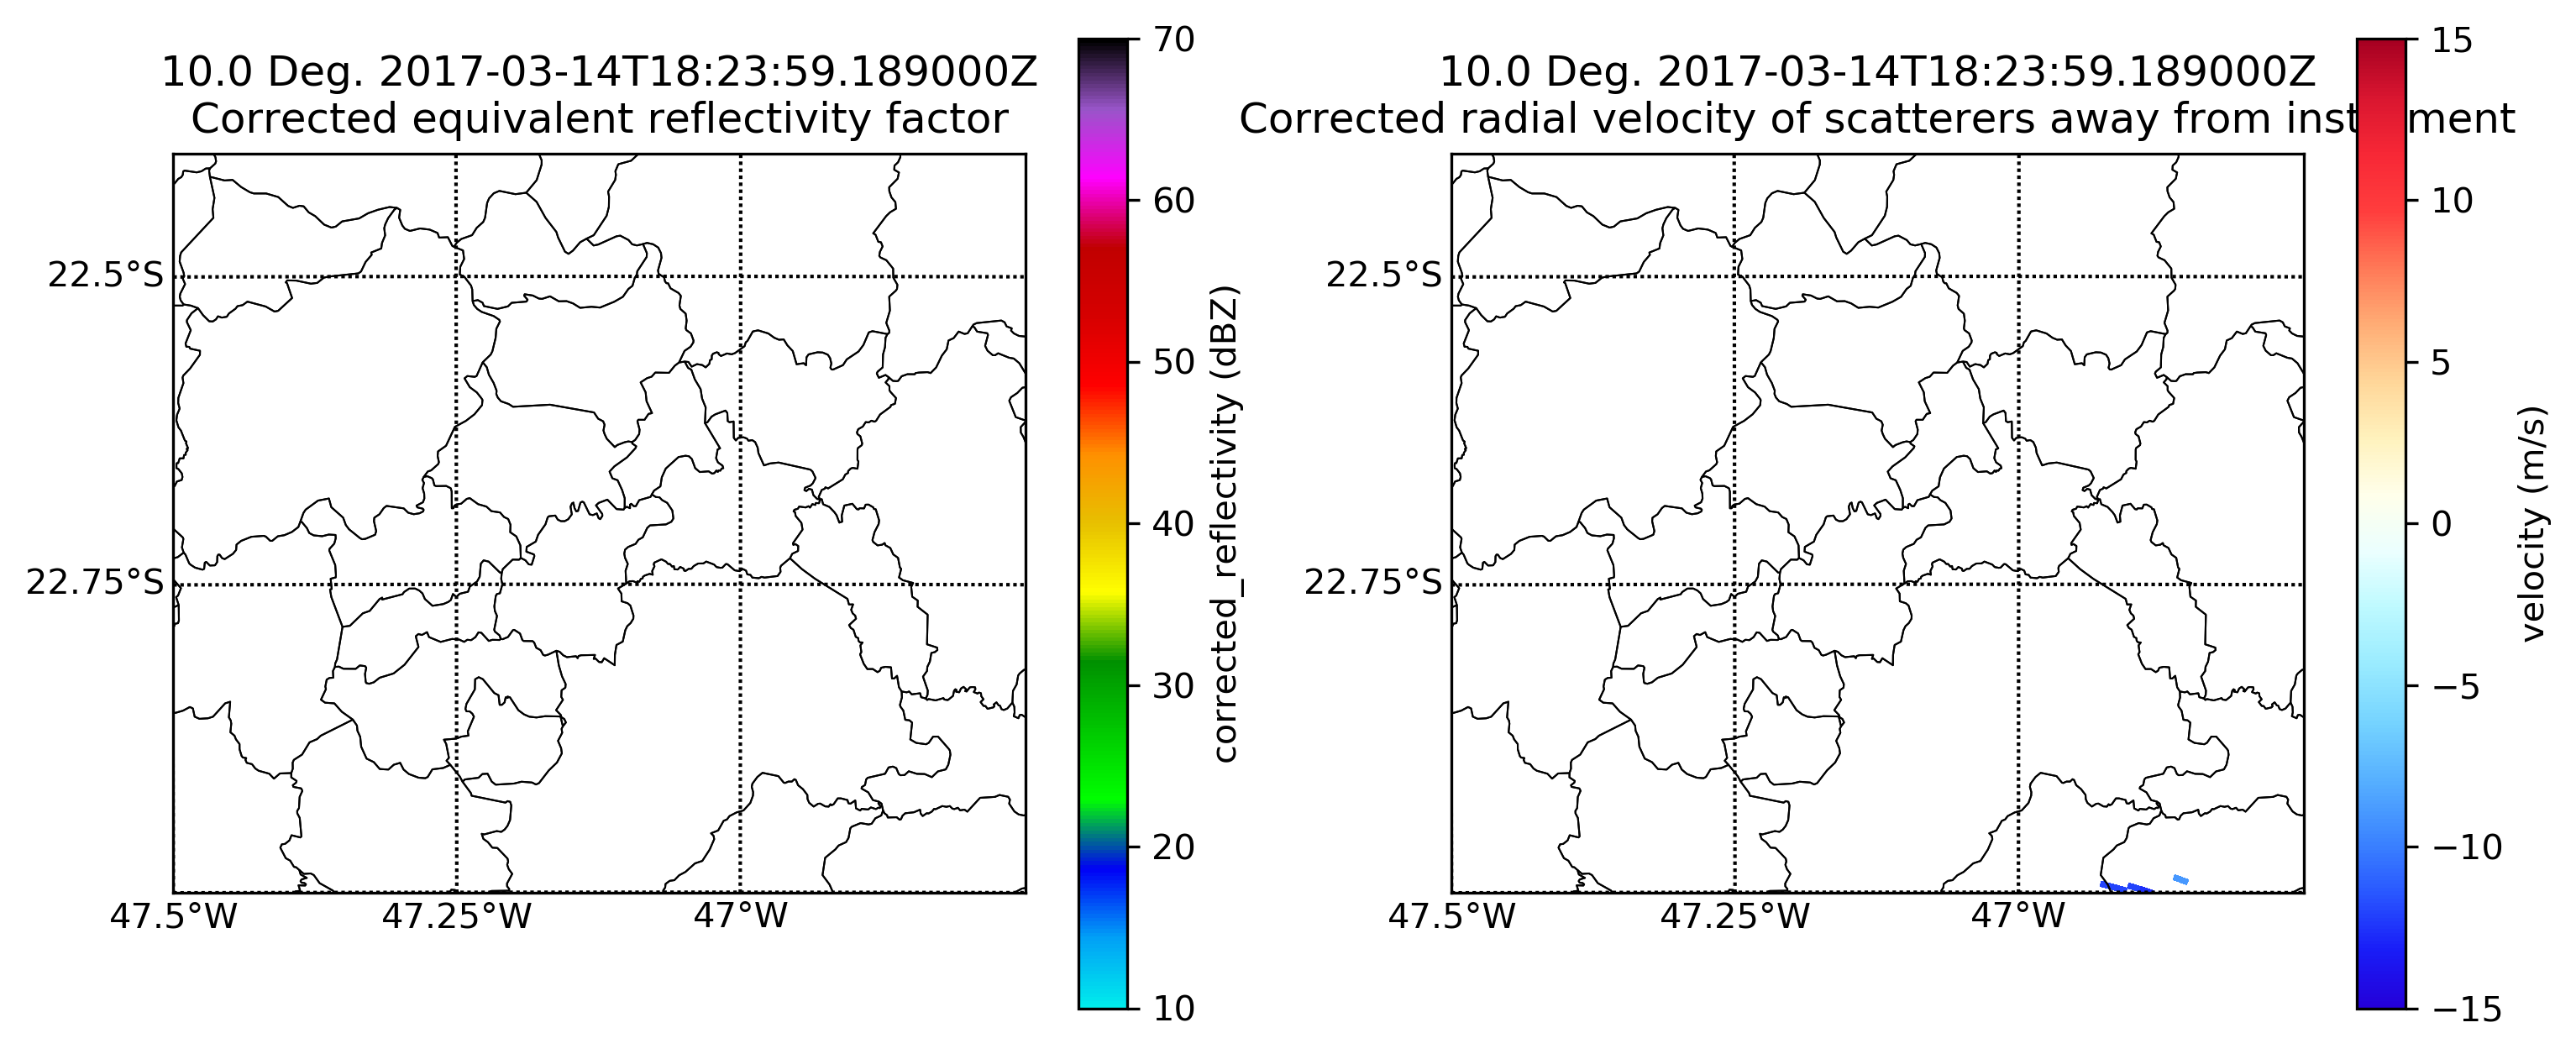 10.0 Deg. 2017-03-14T18:23:59.189000Z
Corrected equivalent reflectivity factor
22.5°S
22.75°S
47.5°W
47.25°W
47°W
70
60
50
40
30
20
10
corrected_reflectivity (dBZ)
10.0 Deg. 2017-03-14T18:23:59.189000Z
Corrected radial velocity of scatterers away from inst ment
22.5°S
22.75°S
47.5°W
47.25°W
47°W
15
10
5
0
−5
−10
−15
velocity (m/s)